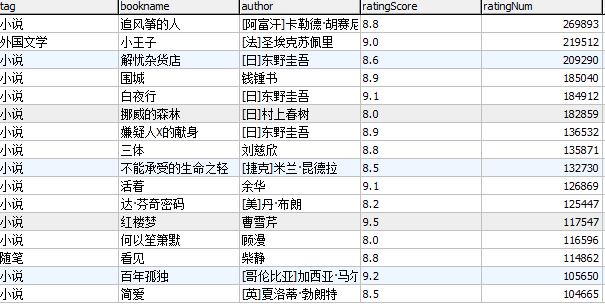 tag bookname author ratingScore ratingNum
小说 追风筝的人 [阿富汗]卡勒德·胡赛尼 8.8 269893
外国文学 小王子 [法]圣埃克苏佩里 9.0 219512
小说 解忧杂货店 [日]东野圭吾 8.6 209290
小说 围城 钱锺书 8.9 185040
小说 白夜行 [日]东野圭吾 9.1 184912
小说 挪威的森林 [日]村上春树 8.0 182859
小说 嫌疑人X的献身 [日]东野圭吾 8.9 136532
小说 三体 刘慈欣 8.8 135871
小说 不能承受的生命之轻 [捷克]米兰·昆德拉 8.5 132730
小说 活着 余华 9.1 126869
小说 达·芬奇密码 [美]丹·布朗 8.2 125447
小说 红楼梦 曹雪芹 9.5 117547
小说 何以笙箫默 顾漫 8.0 116596
随笔 看见 柴静 8.8 114862
小说 百年孤独 [哥伦比亚]加西亚·马尔 9.2 105650
小说 简爱 [英]夏洛蒂·勃朗特 8.5 104665